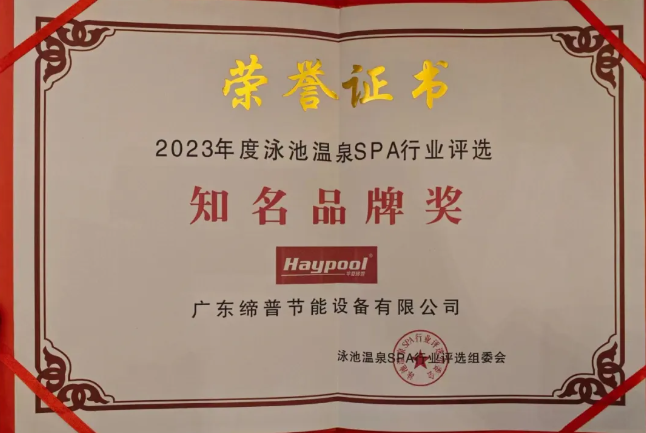 荣誉证书
2023年度泳池温泉SPA行业评选
知名品牌奖
Haypool®
广东缔普节能设备有限公司
泳池温泉SPA行业评选组委会